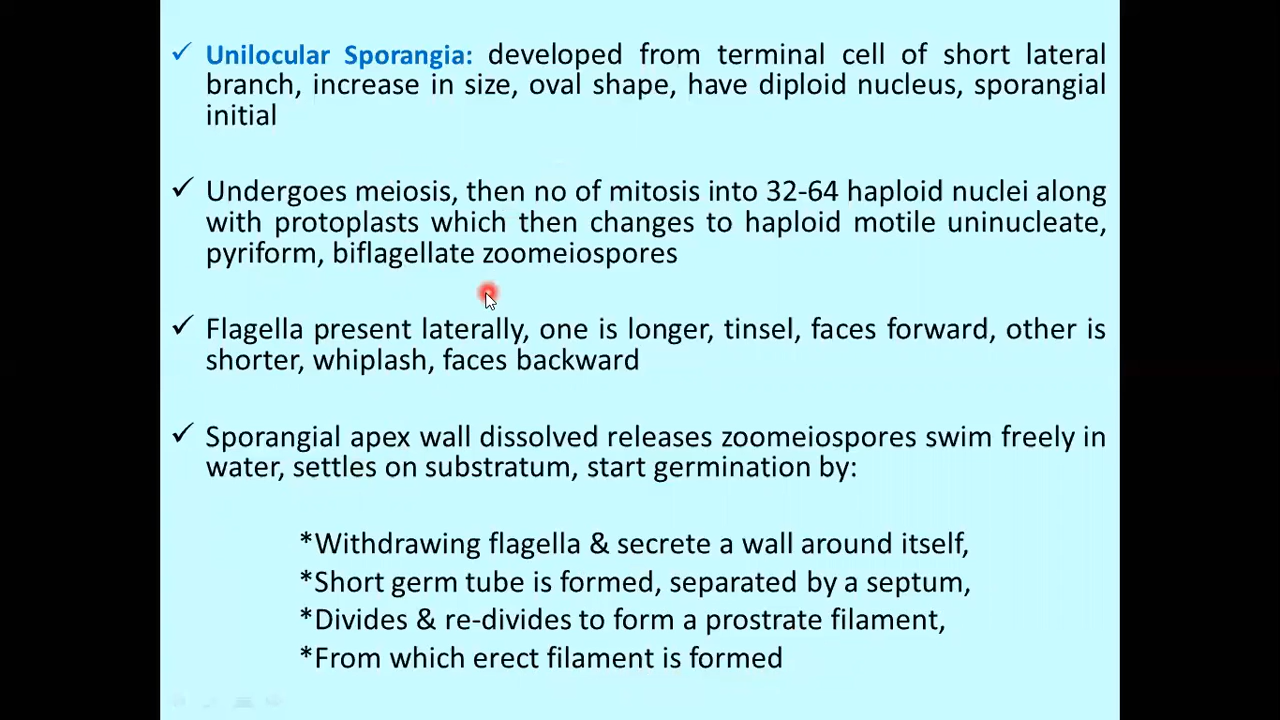 ✓ Unilocular Sporangia: developed from terminal cell of short lateral
branch, increase in size, oval shape, have diploid nucleus, sporangial
initial
✓ Undergoes meiosis, then no of mitosis into 32-64 haploid nuclei along
with protoplasts which then changes to haploid motile uninucleate,
pyriform, biflagellate zoomeiospores
✓ Flagella present laterally, one is longer, tinsel, faces forward, other is
shorter, whiplash, faces backward
✓ Sporangial apex wall dissolved releases zoomeiospores swim freely in
water, settles on substratum, start germination by:
*Withdrawing flagella & secrete a wall around itself,
*Short germ tube is formed, separated by a septum,
*Divides & re-divides to form a prostrate filament,
*From which erect filament is formed